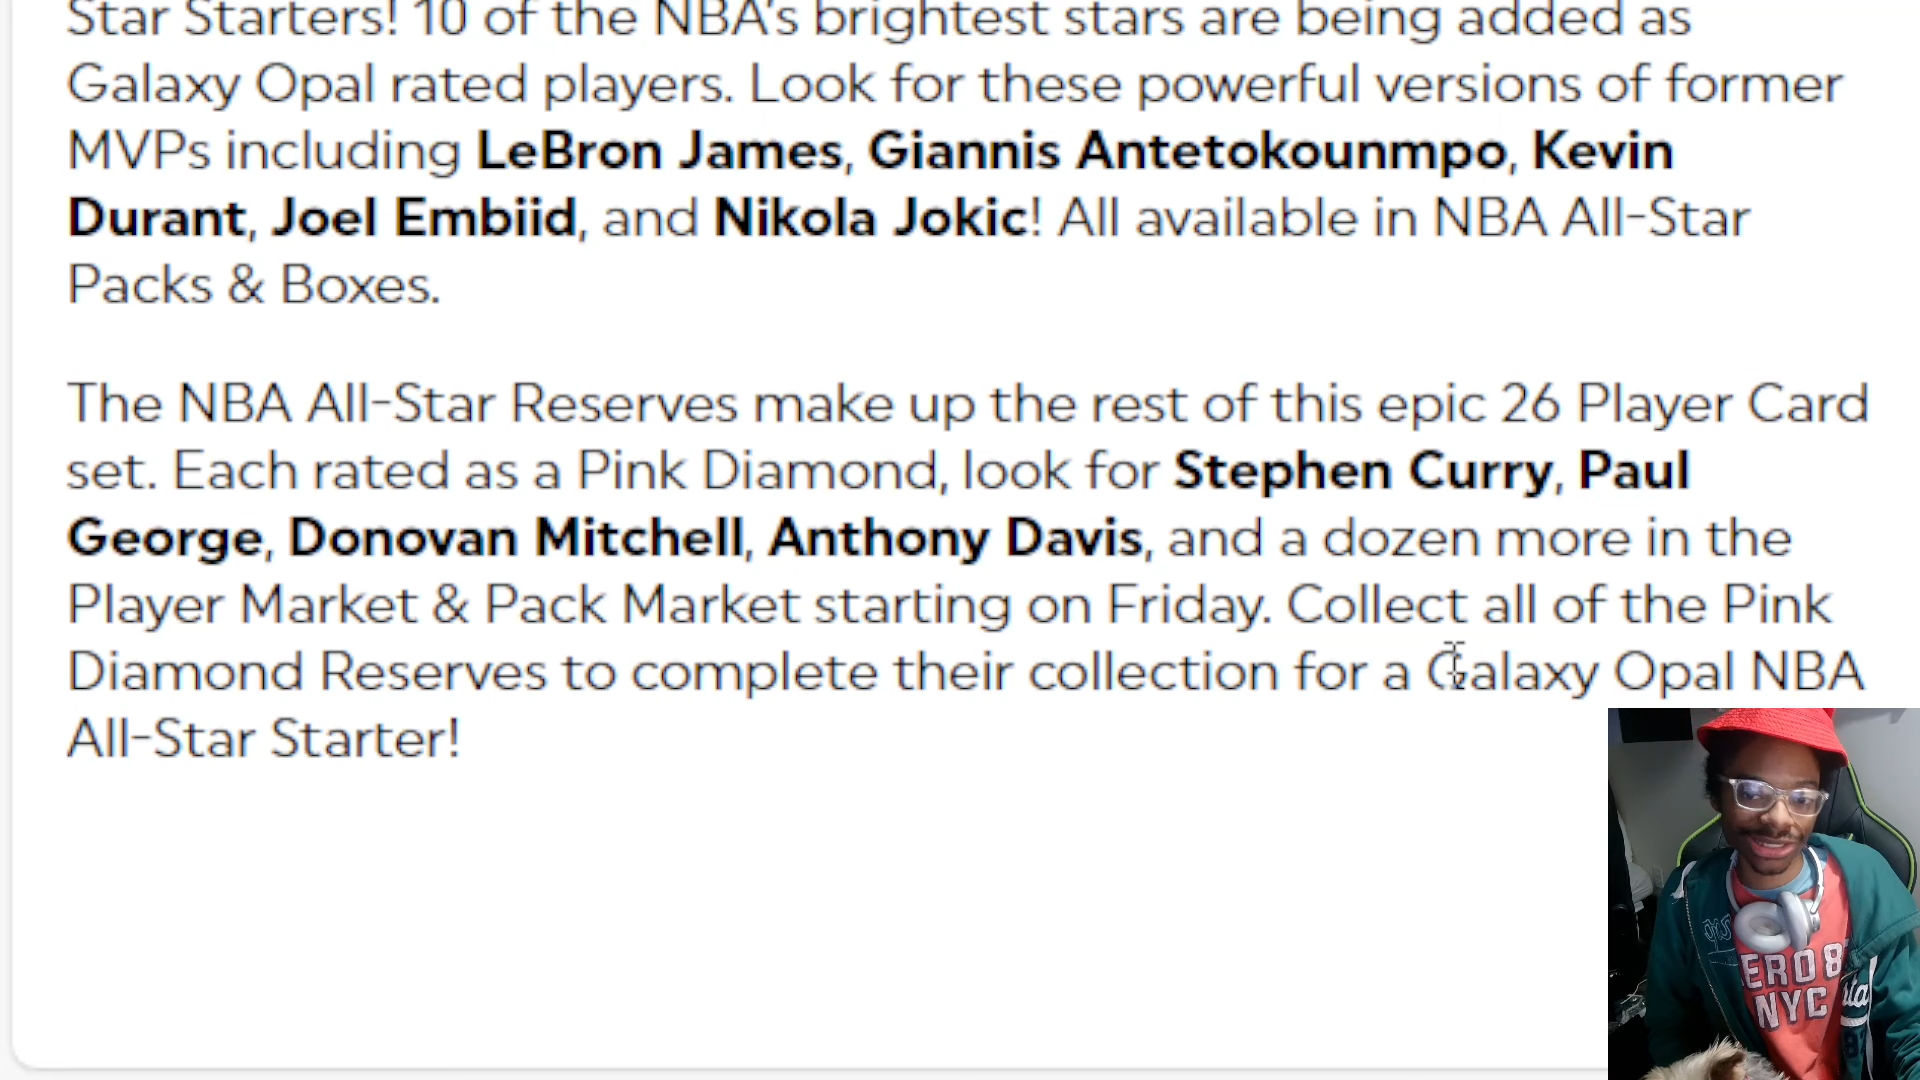 Star Starters! 10 of the NBA's brightest stars are being added as
Galaxy Opal rated players. Look for these powerful versions of former
MVPs including LeBron James, Giannis Antetokounmpo, Kevin
Durant, Joel Embiid, and Nikola Jokic! All available in NBA All-Star
Packs & Boxes.
The NBA All-Star Reserves make up the rest of this epic 26 Player Card
set. Each rated as a Pink Diamond, look for Stephen Curry, Paul
George, Donovan Mitchell, Anthony Davis, and a dozen more in the
Player Market & Pack Market starting on Friday. Collect all of the Pink
Diamond Reserves to complete their collection for a Galaxy Opal NBA
All-Star Starter!
NYC